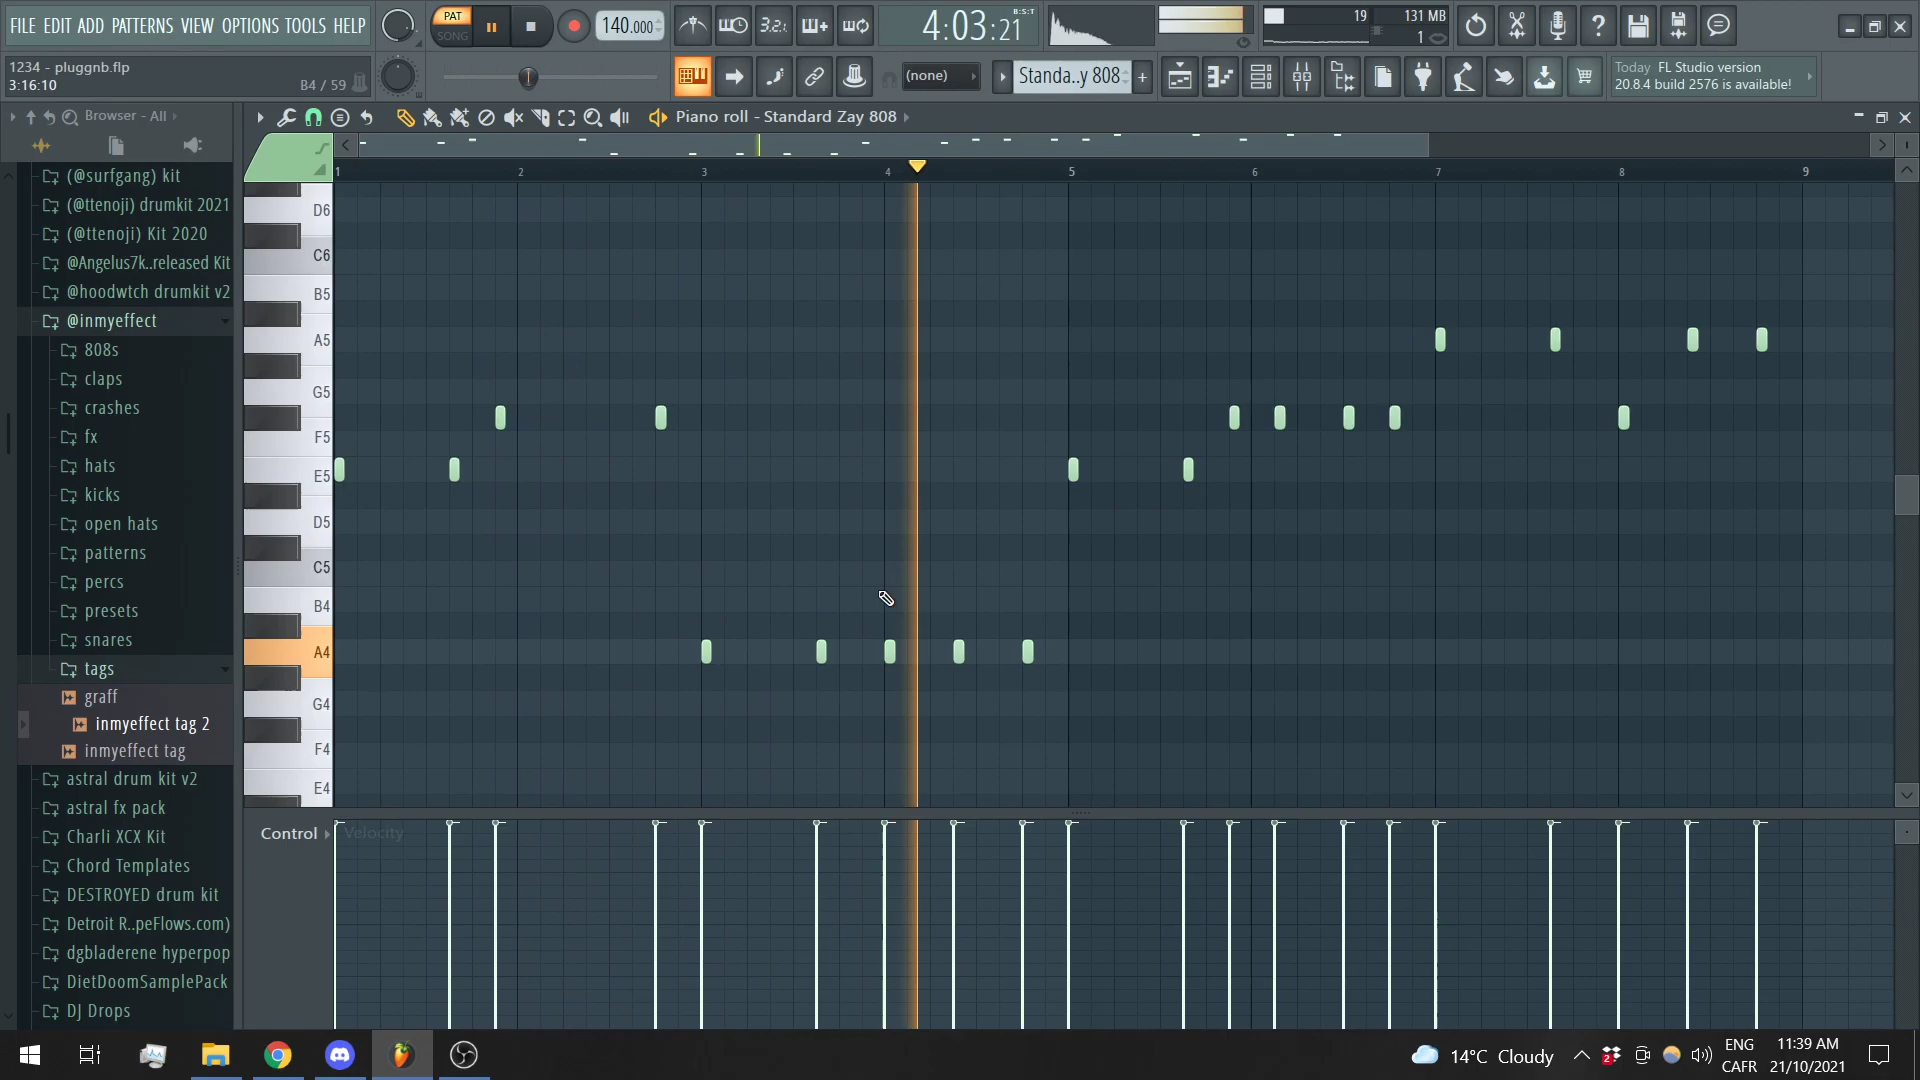 FILE EDIT ADD PATTERNS VIEW OPTIONS TOOLS HELP
PAT
SONG
140.000
3.2.
4:03:21
B:S:T
19
131 MB
1
1234 - pluggnb.flp
3:16:10
B4 / 59
(none)
Standa..y 808
Today FL Studio version
20.8.4 build 2576 is available!
Browser - All
Piano roll - Standard Zay 808
1
2
3
4
5
6
7
8
9
(@surfgang) kit
(@ttenoji) drumkit 2021
(@ttenoji) Kit 2020
@Angelus7k..released Kit
@hoodwtch drumkit v2
@inmyeffect
808s
claps
crashes
fx
hats
kicks
open hats
patterns
percs
presets
snares
tags
graff
inmyeffect tag 2
inmyeffect tag
astral drum kit v2
astral fx pack
Charli XCX Kit
Chord Templates
DESTROYED drum kit
Detroit R..peFlows.com)
dgbladerene hyperpop
DietDoomSamplePack
DJ Drops
D6
C6
B5
A5
G5
F5
E5
D5
C5
B4
A4
G4
F4
E4
Control
Velocity
14°C Cloudy
2
ENG
CAFR
11:39 AM
21/10/2021